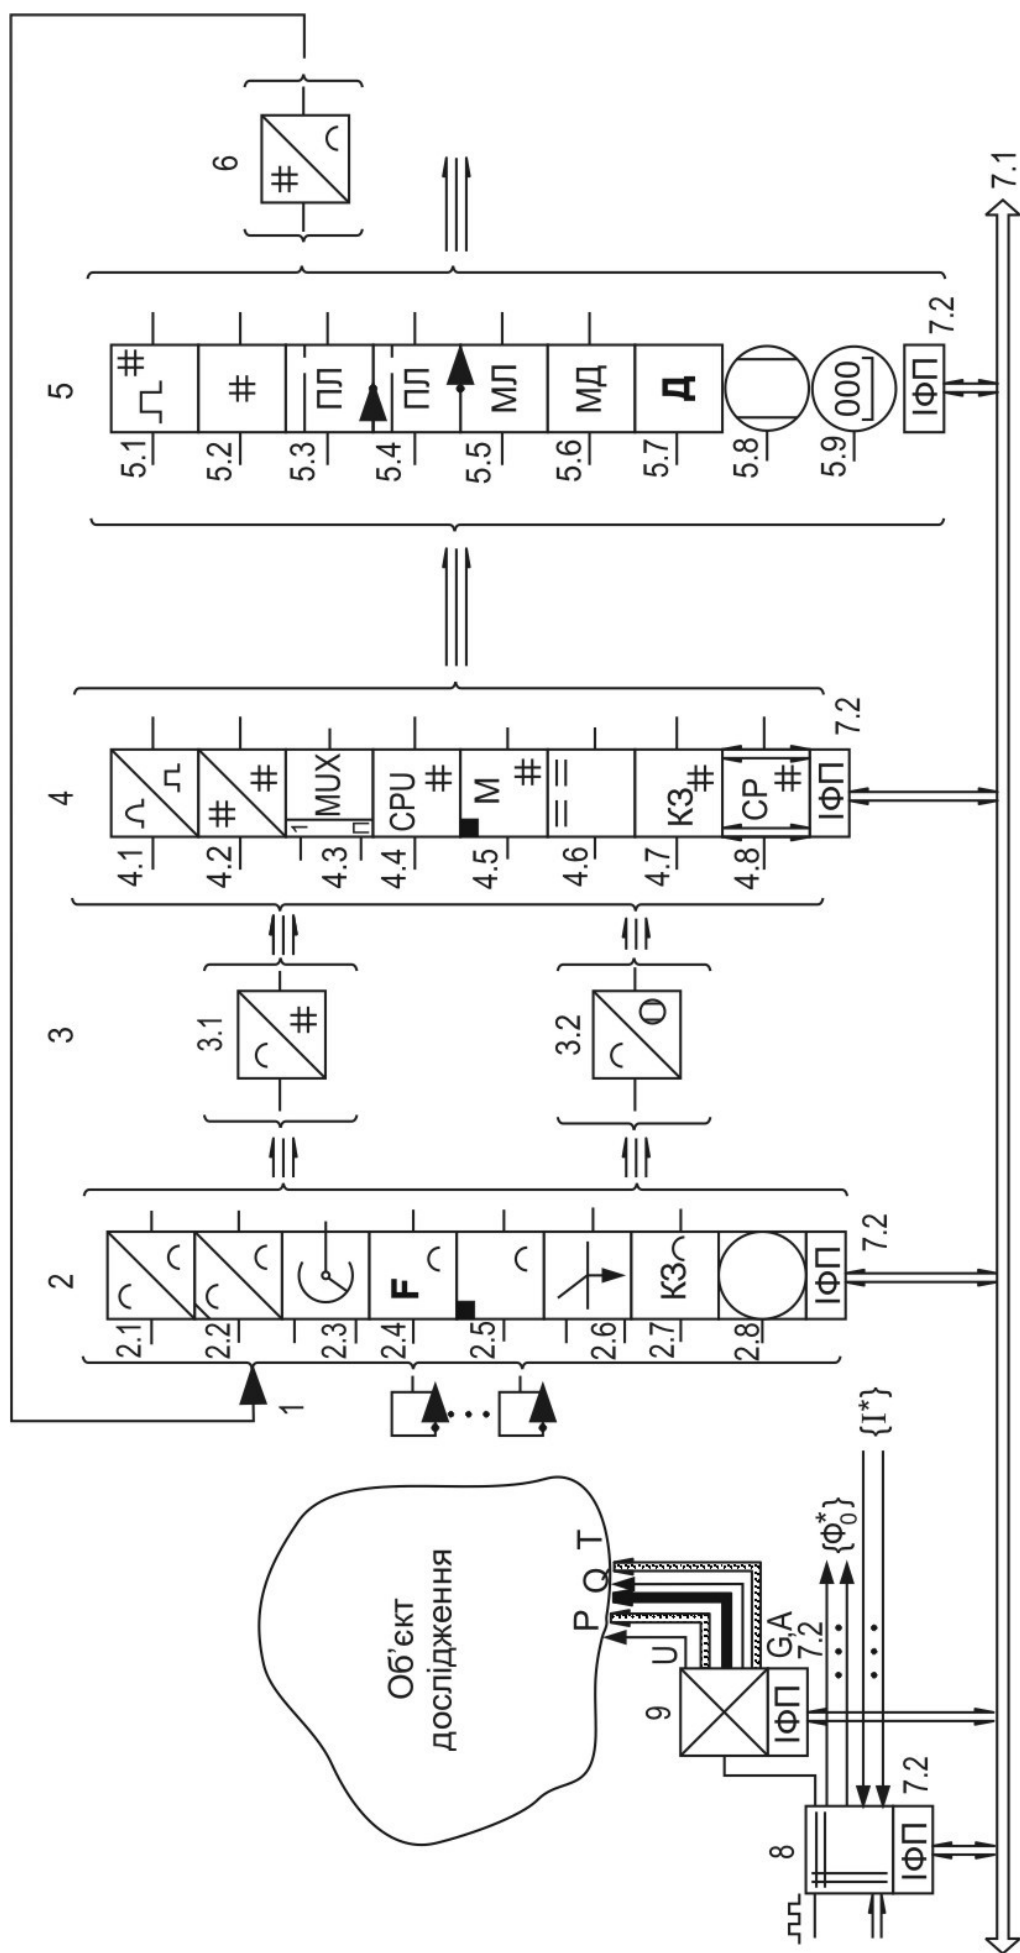 1
2
2.1
2.2
2.3
2.4
F
2.5
2.6
2.7
КЗ
2.8
ІФП
7.2
3
3.1
#
3.2
4
4.1
4.2
# #
4.3
1
П
MUX
4.4
CPU
#
4.5
М
#
4.6
4.7
КЗ
#
4.8
СР
#
ІФП
7.2
5
5.1
#
5.2
#
5.3
ПЛ
5.4
ПЛ
5.5
МЛ
5.6
МД
5.7
Д
5.8
5.9
000
ІФП
7.2
6
#
7.1
Об'єкт
дослідження
P Q T
U
G,A
9
ІФП
7.2
8
ІФП
7.2
{Φ₀*}
{I*}